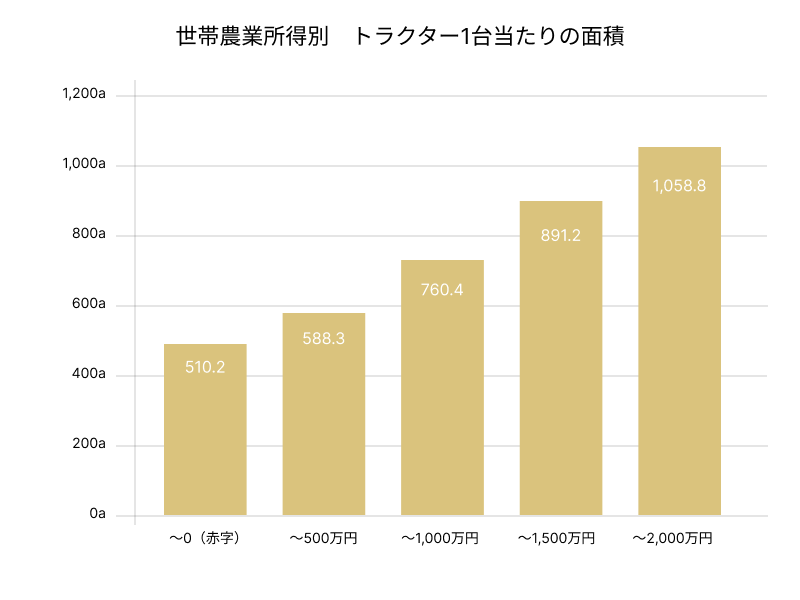 世帯農業所得別　トラクター1台当たりの面積
1,200a
1,000a
800a
600a
400a
200a
0a
510.2
588.3
760.4
891.2
1,058.8
〜0（赤字）
〜500万円
〜1,000万円
〜1,500万円
〜2,000万円